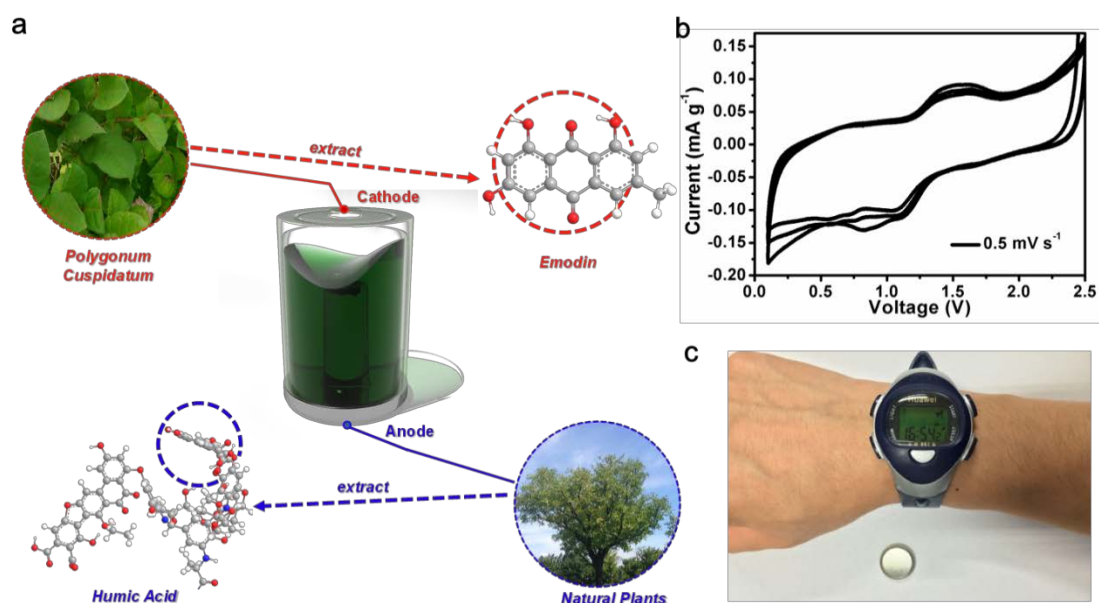 a
extract
Cathode
Polygonum
Cuspidatum
Emodin
Anode
extract
Humic Acid
Natural Plants
b
Current (mA g⁻¹)
0.15
0.10
0.05
0.00
-0.05
-0.10
-0.15
-0.20
0.5 mV s⁻¹
0.0
0.5
1.0
1.5
2.0
2.5
Voltage (V)
c
Huawei